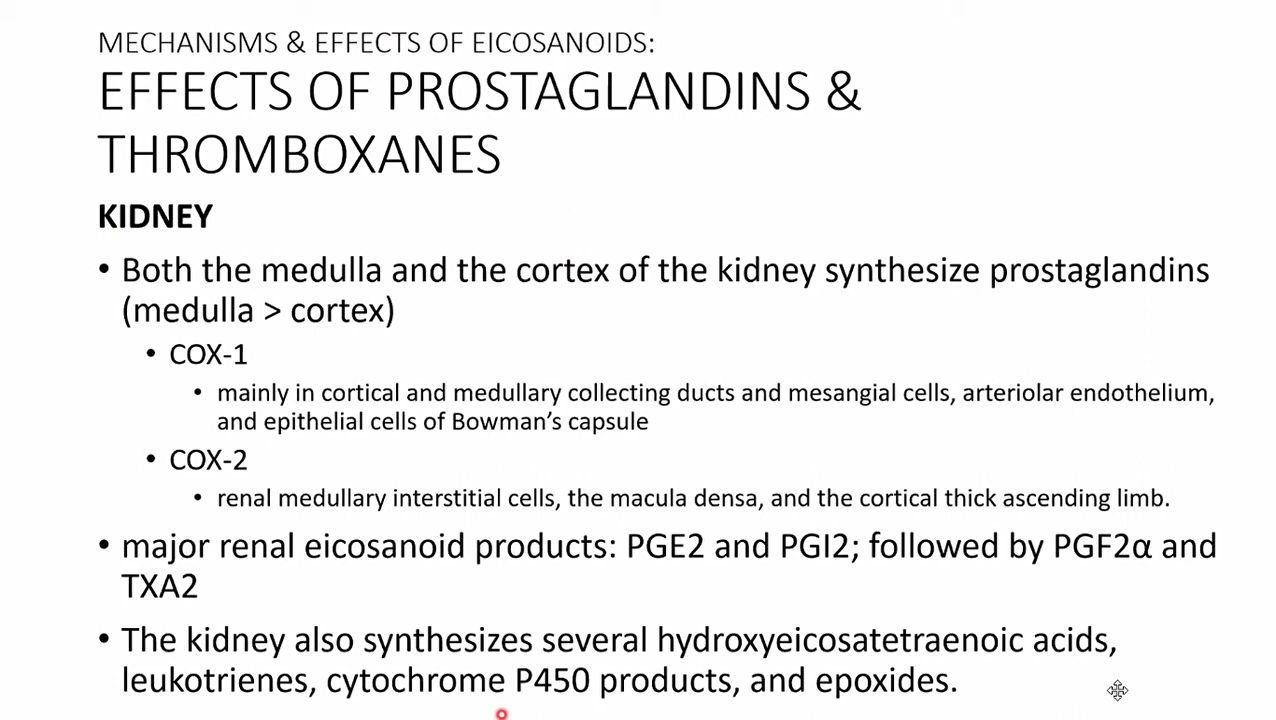 MECHANISMS & EFFECTS OF EICOSANOIDS:
EFFECTS OF PROSTAGLANDINS &
THROMBOXANES
KIDNEY
• Both the medulla and the cortex of the kidney synthesize prostaglandins
(medulla > cortex)
• COX-1
• mainly in cortical and medullary collecting ducts and mesangial cells, arteriolar endothelium,
and epithelial cells of Bowman’s capsule
• COX-2
• renal medullary interstitial cells, the macula densa, and the cortical thick ascending limb.
• major renal eicosanoid products: PGE2 and PGI2; followed by PGF2α and
TXA2
• The kidney also synthesizes several hydroxyeicosatetraenoic acids,
leukotrienes, cytochrome P450 products, and epoxides.